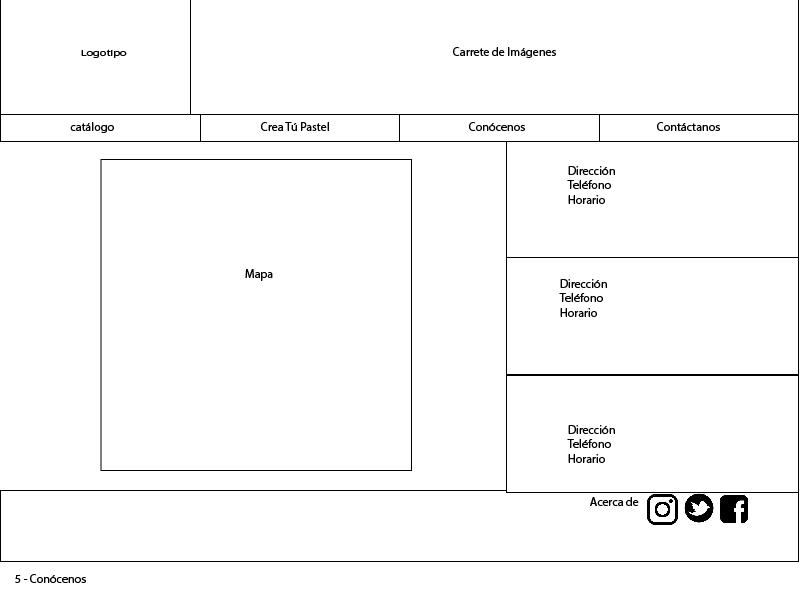 Logotipo
Carrete de Imágenes
catálogo
Crea Tú Pastel
Conócenos
Contáctanos
Mapa
Dirección
Teléfono
Horario
Dirección
Teléfono
Horario
Dirección
Teléfono
Horario
Acerca de
5 - Conócenos